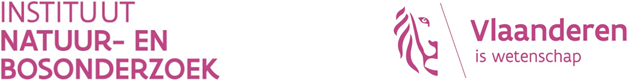 INSTITUUT
NATUUR- EN
BOSONDERZOEK
Vlaanderen
is wetenschap